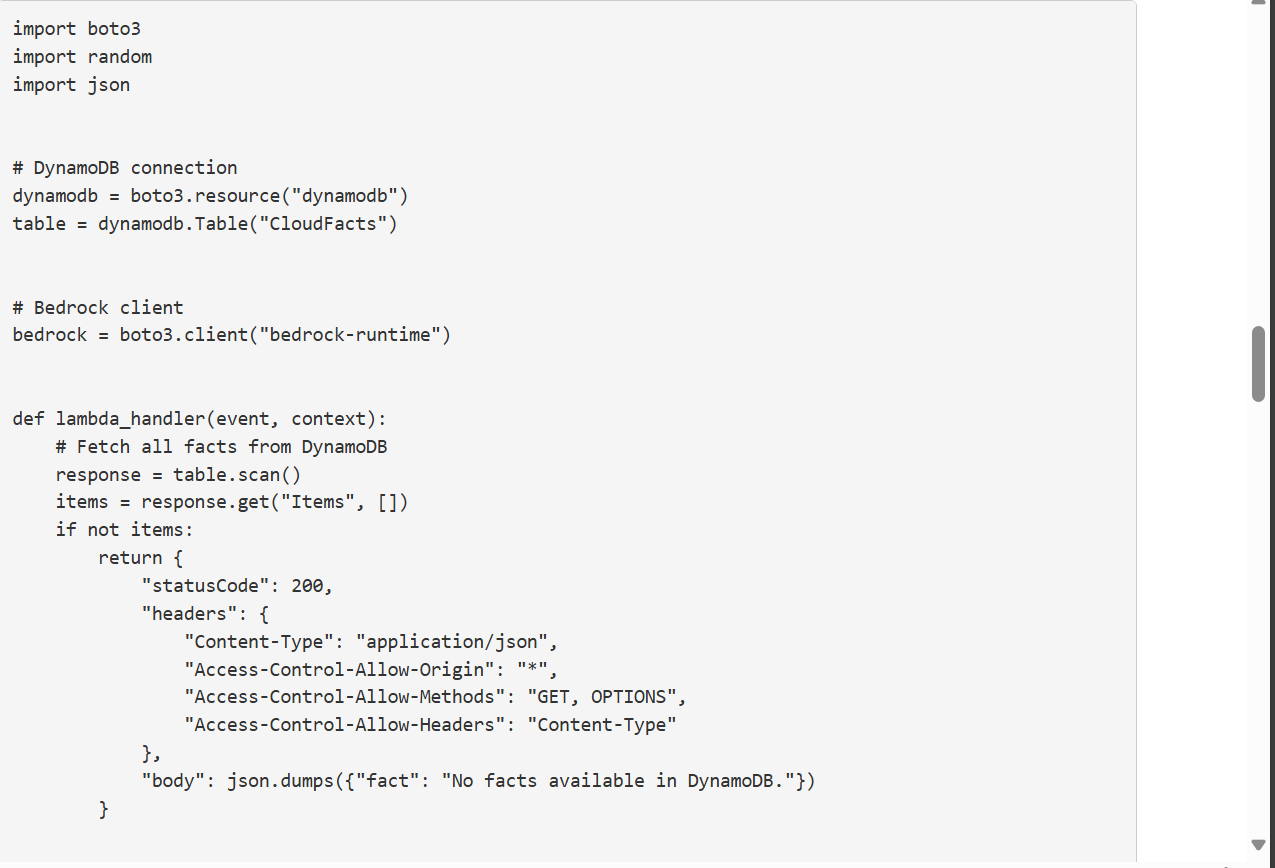 import boto3
import random
import json
# DynamoDB connection
dynamodb = boto3.resource("dynamodb")
table = dynamodb.Table("CloudFacts")
# Bedrock client
bedrock = boto3.client("bedrock-runtime")
def lambda_handler(event, context):
    # Fetch all facts from DynamoDB
    response = table.scan()
    items = response.get("Items", [])
    if not items:
        return {
            "statusCode": 200,
            "headers": {
                "Content-Type": "application/json",
                "Access-Control-Allow-Origin": "*",
                "Access-Control-Allow-Methods": "GET, OPTIONS",
                "Access-Control-Allow-Headers": "Content-Type"
            },
            "body": json.dumps({"fact": "No facts available in DynamoDB."})
        }